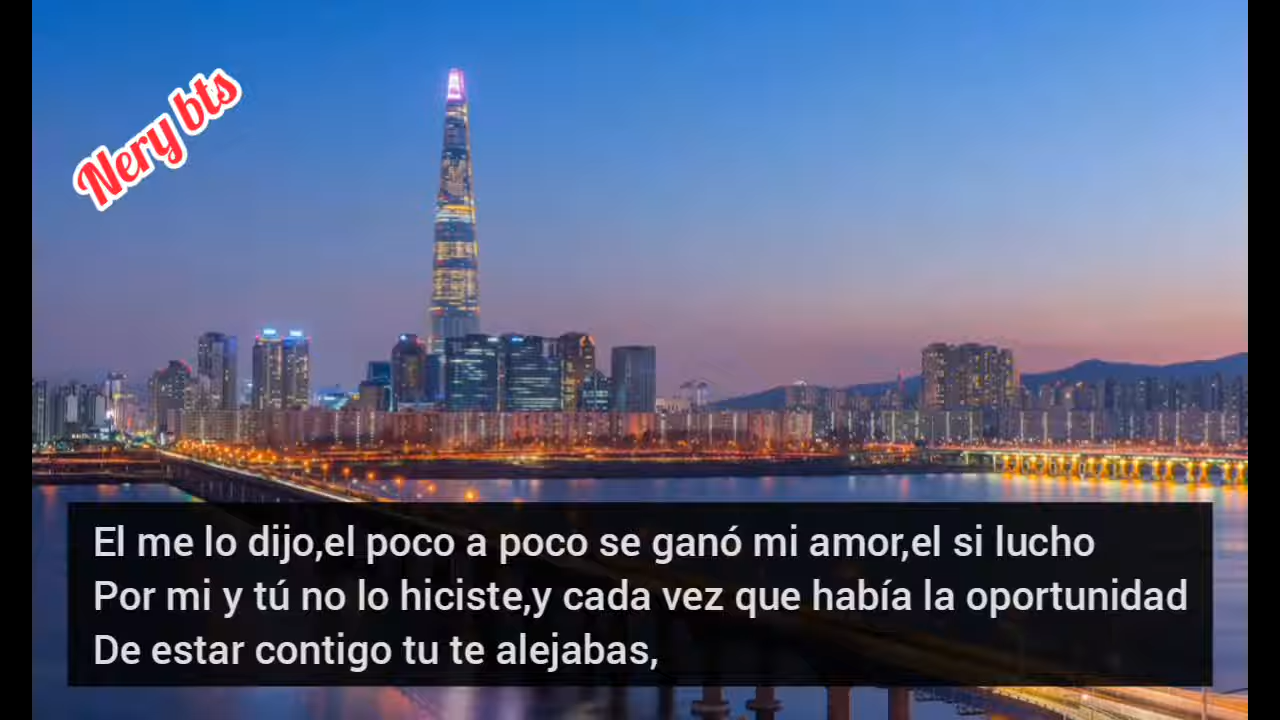 Nery bts
El me lo dijo,el poco a poco se ganó mi amor,el si lucho
Por mi y tú no lo hiciste,y cada vez que había la oportunidad
De estar contigo tu te alejabas,